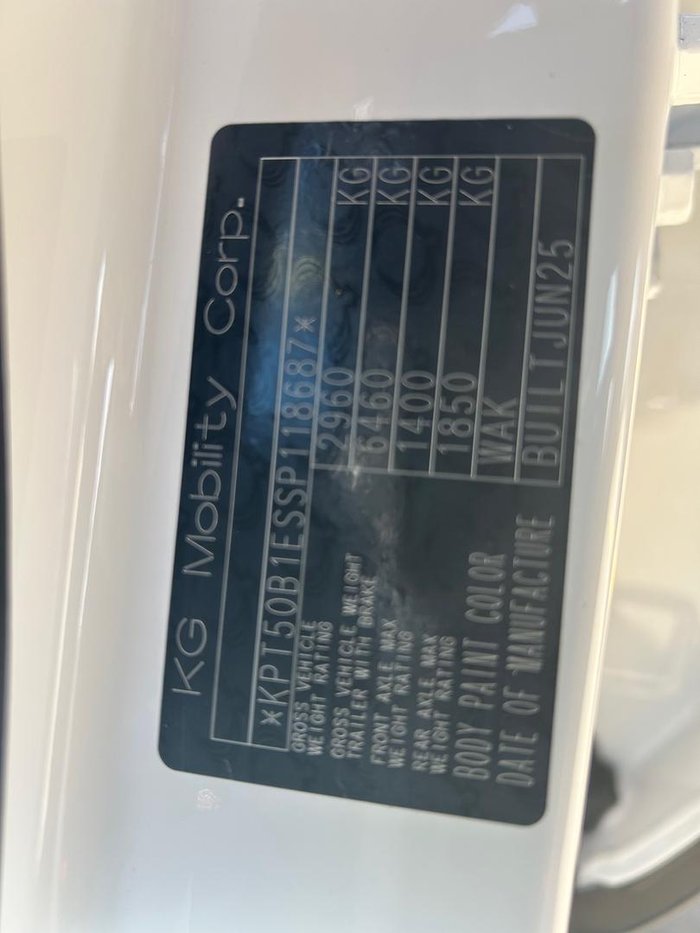 KG Mobility Corp.
*KPT50B1ESSP118687*
GROSS VEHICLE
WEIGHT RATING 2960 KG
GROSS VEHICLE WEIGHT
TRAILER WITH BRAKE 6460 KG
FRONT AXLE MAX
WEIGHT RATING 1400 KG
REAR AXLE MAX
WEIGHT RATING 1850 KG
BODY PAINT COLOR WAK
DATE OF MANUFACTURE BUILT JUN25